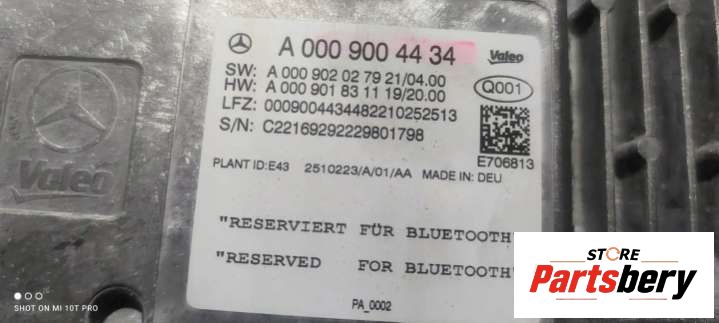 A 000 900 44 34
Valeo
SW: A 000 902 02 79 21/04.00
HW: A 000 901 83 11 19/20.00
Q001
LFZ: 0009004434482210252513
S/N: C22169292229801798
E706813
PLANT ID:E43 2510223/A/01/AA MADE IN: DEU
"RESERVIERT FÜR BLUETOOTH"
"RESERVED FOR BLUETOOTH"
PA_0002
Valeo
SHOT ON MI 10T PRO
STORE
Partsbery